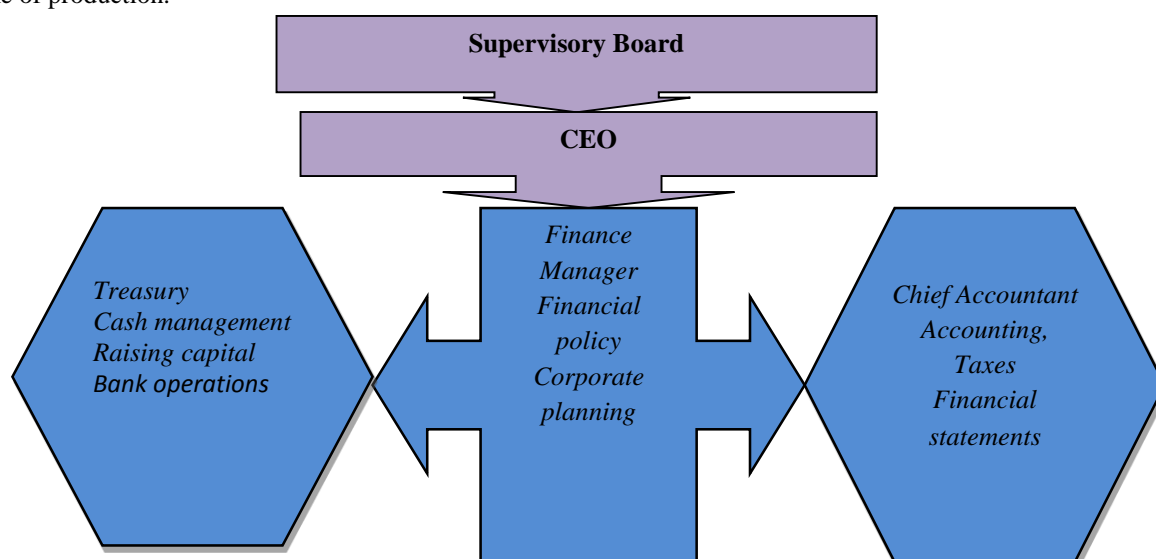 of production.
Supervisory Board
CEO
Treasury
Cash management
Raising capital
Bank operations
Finance
Manager
Financial
policy
Corporate
planning
Chief Accountant
Accounting,
Taxes
Financial
statements